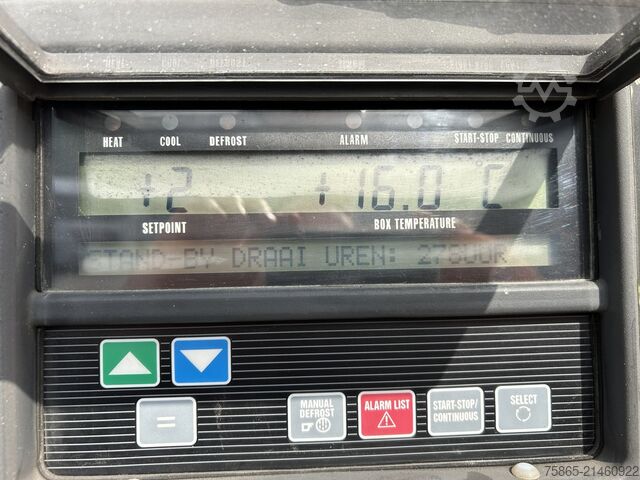 HEAT COOL DEFROST ALARM START-STOP CONTINUOUS
+2 +16.0 C
SETPOINT BOX TEMPERATURE
STAND-BY DRAAI UREN:
MANUAL DEFROST
ALARM LIST
START-STOP/ CONTINUOUS
SELECT
=
75865-21460922